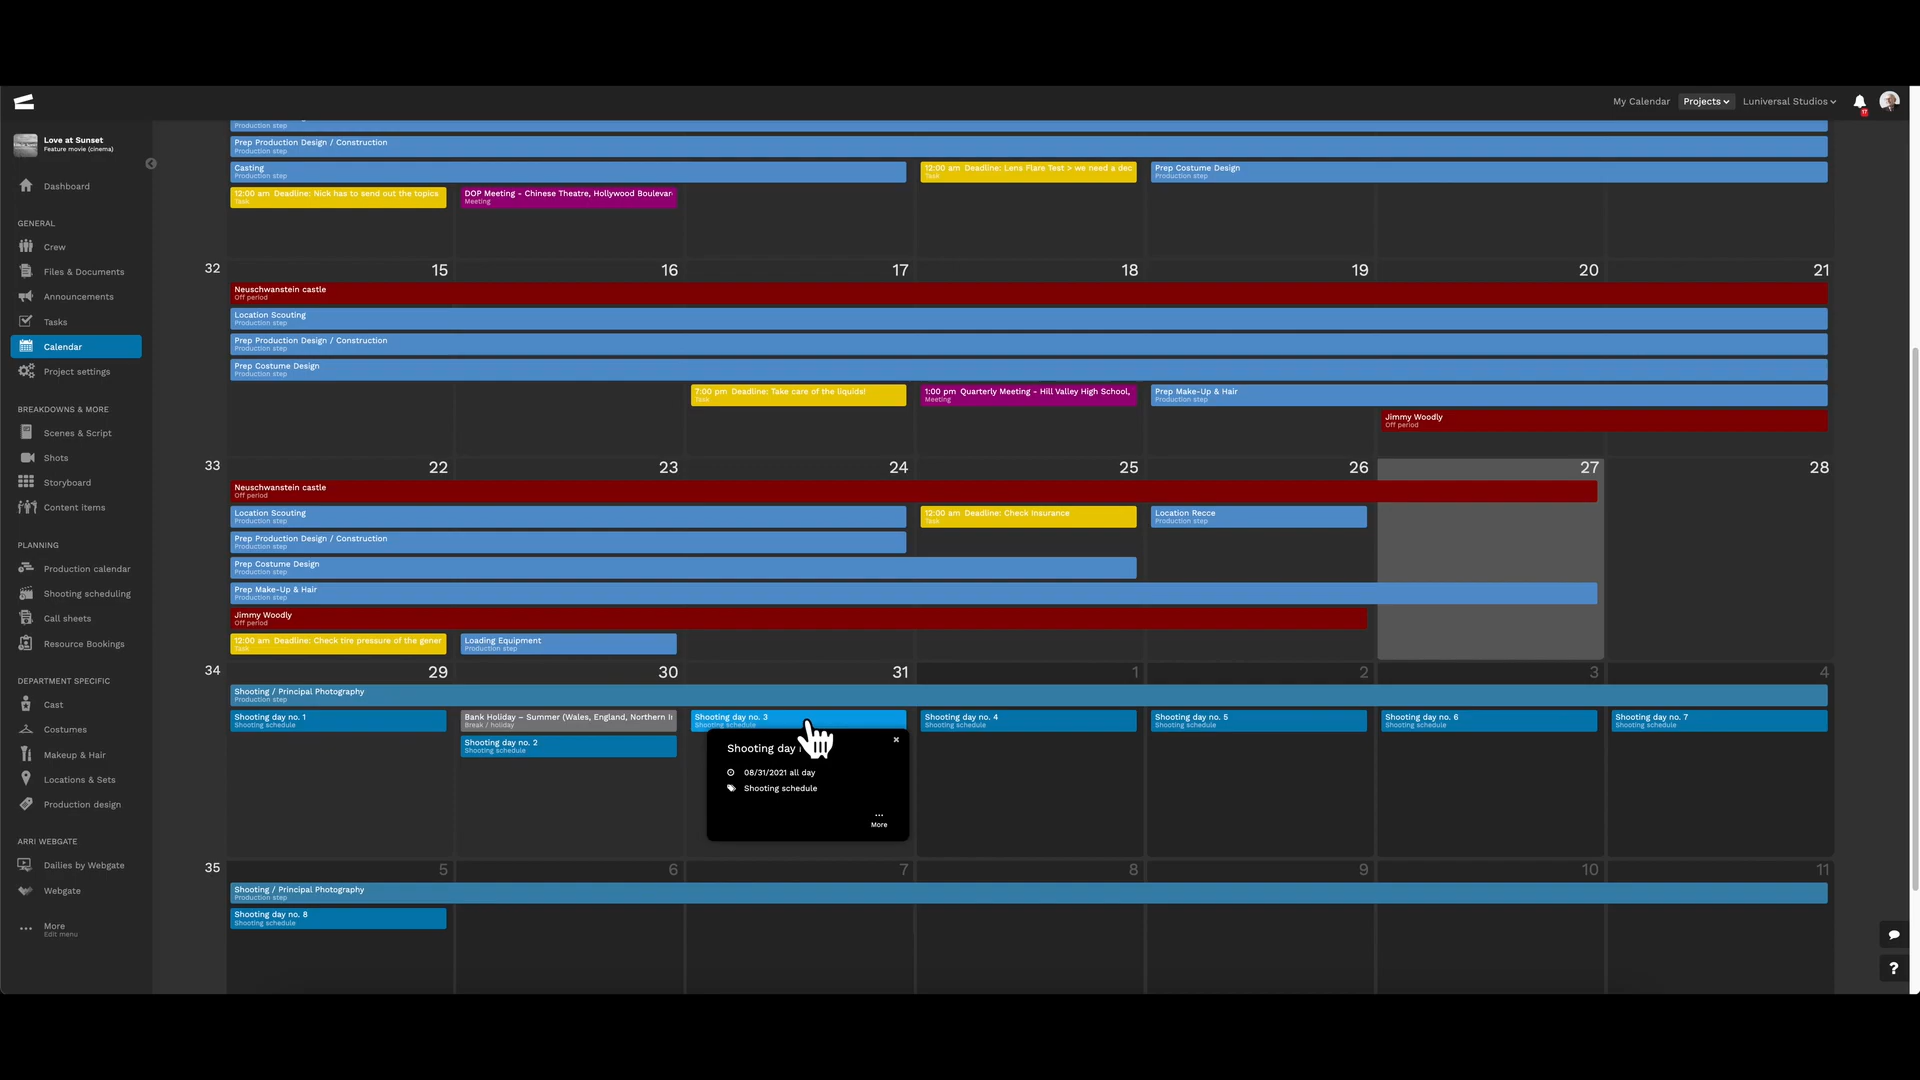 My Calendar
Projects
Luniversal Studios
17
Love at Sunset
Feature movie (cinema)
Dashboard
GENERAL
Crew
Files & Documents
Announcements
Tasks
Calendar
Project settings
BREAKDOWNS & MORE
Scenes & Script
Shots
Storyboard
Content items
PLANNING
Production calendar
Shooting scheduling
Call sheets
Resource Bookings
DEPARTMENT SPECIFIC
Cast
Costumes
Makeup & Hair
Locations & Sets
Production design
ARRI WEBGATE
Dailies by Webgate
Webgate
More
Edit menu
Production step
Prep Production Design / Construction
Production step
Casting
Production step
12:00 am Deadline: Lens Flare Test > we need a dec
Task
Prep Costume Design
Production step
12:00 am Deadline: Nick has to send out the topics
Task
DOP Meeting - Chinese Theatre, Hollywood Boulevar
Meeting
32 15 16 17 18 19 20 21
Neuschwanstein castle
Off period
Location Scouting
Production step
Prep Production Design / Construction
Production step
Prep Costume Design
Production step
7:00 pm Deadline: Take care of the liquids!
Task
1:00 pm Quarterly Meeting - Hill Valley High School,
Meeting
Prep Make-Up & Hair
Production step
Jimmy Woodly
Off period
33 22 23 24 25 26 27 28
Neuschwanstein castle
Off period
Location Scouting
Production step
12:00 am Deadline: Check Insurance
Task
Location Recce
Production step
Prep Production Design / Construction
Production step
Prep Costume Design
Production step
Prep Make-Up & Hair
Production step
Jimmy Woodly
Off period
12:00 am Deadline: Check tire pressure of the gener
Task
Loading Equipment
Production step
34 29 30 31 1 2 3 4
Shooting / Principal Photography
Production step
Shooting day no. 1
Shooting schedule
Bank Holiday – Summer (Wales, England, Northern I
Break / holiday
Shooting day no. 2
Shooting schedule
Shooting day no. 3
Shooting schedule
Shooting day no. 4
Shooting schedule
Shooting day no. 5
Shooting schedule
Shooting day no. 6
Shooting schedule
Shooting day no. 7
Shooting schedule
Shooting day
08/31/2021 all day
Shooting schedule
...
More
35 5 6 7 8 9 10 11
Shooting / Principal Photography
Production step
Shooting day no. 8
Shooting schedule
?